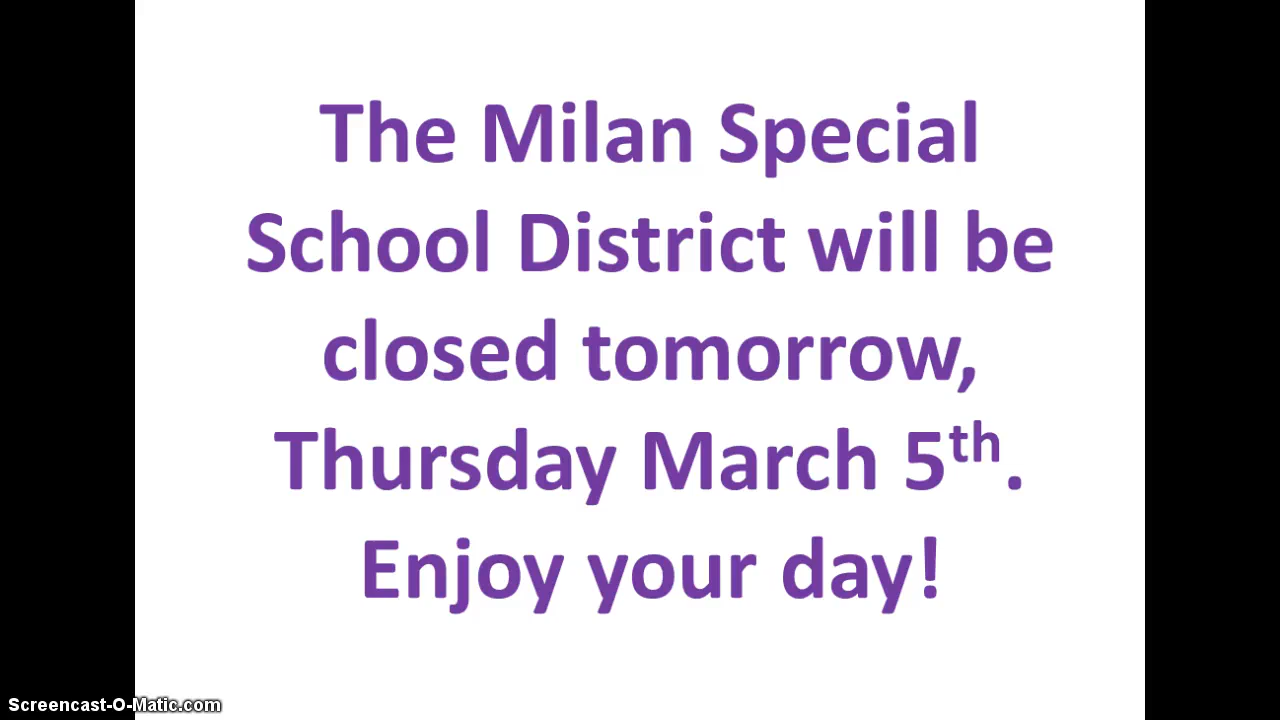 The Milan Special
School District will be
closed tomorrow,
Thursday March 5th.
Enjoy your day!
Screencast-O-Matic.com